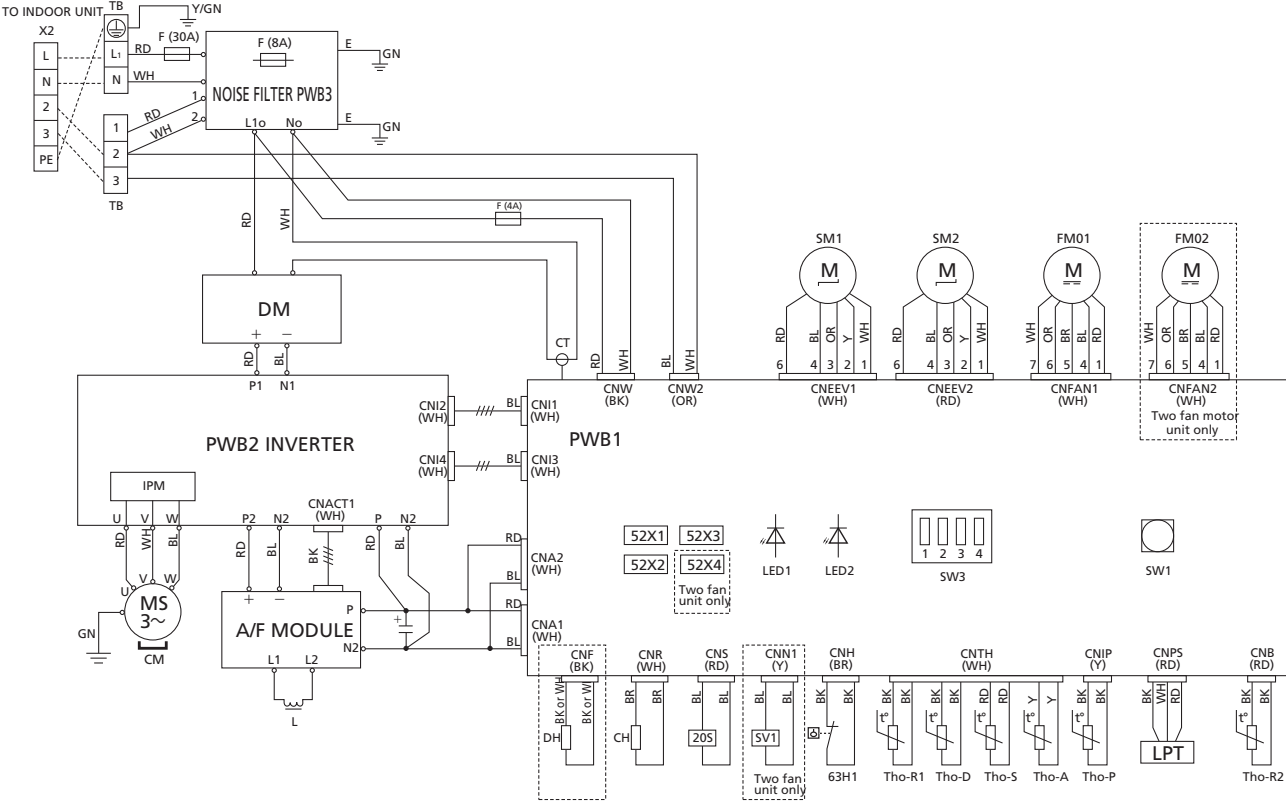 TO INDOOR UNIT
TB
Y/GN
X2
L
N
2
3
PE
L1
N
1
2
3
TB
RD
F (30A)
WH
1
2
RD
WH
F (8A)
NOISE FILTER PWB3
L1o
No
E
GN
E
GN
RD
WH
F (4A)
DM
+
−
RD
BL
P1
N1
CT
RD
WH
BL
WH
CNW
(BK)
CNW2
(OR)
SM1
M
RD
BL
OR
Y
WH
6
4
3
2
1
CNEEV1
(WH)
SM2
M
RD
BL
OR
Y
WH
6
4
3
2
1
CNEEV2
(RD)
FM01
M
WH
OR
BR
BL
RD
7
6
5
4
1
CNFAN1
(WH)
FM02
M
WH
OR
BR
BL
RD
7
6
5
4
1
CNFAN2
(WH)
Two fan motor
unit only
PWB2 INVERTER
CNI2
(WH)
BL
CNI1
(WH)
CNI4
(WH)
BL
CNI3
(WH)
PWB1
IPM
U
V
W
RD
WH
BL
U
V
W
MS
3～
CM
GN
P2
N2
RD
BL
CNACT1
(WH)
BK
P
N2
RD
BL
+
−
A/F MODULE
P
N2
L1
L2
L
+
RD
BL
CNA2
(WH)
RD
BL
CNA1
(WH)
52X1
52X3
52X2
52X4
Two fan
unit only
LED1
LED2
1
2
3
4
SW3
SW1
CNF
(BK)
BK or WH
BK or WH
DH
CNR
(WH)
BR
BR
CH
CNS
(RD)
BL
BL
20S
CNN1
(Y)
BL
BL
SV1
Two fan
unit only
CNH
(BR)
BK
BK
63H1
CNTH
(WH)
BK
BK
t°
Tho-R1
BK
BK
t°
Tho-D
RD
RD
t°
Tho-S
Y
Y
t°
Tho-A
CNIP
(Y)
BK
BK
t°
Tho-P
CNPS
(RD)
BK
WH
RD
LPT
CNB
(RD)
BK
BK
t°
Tho-R2